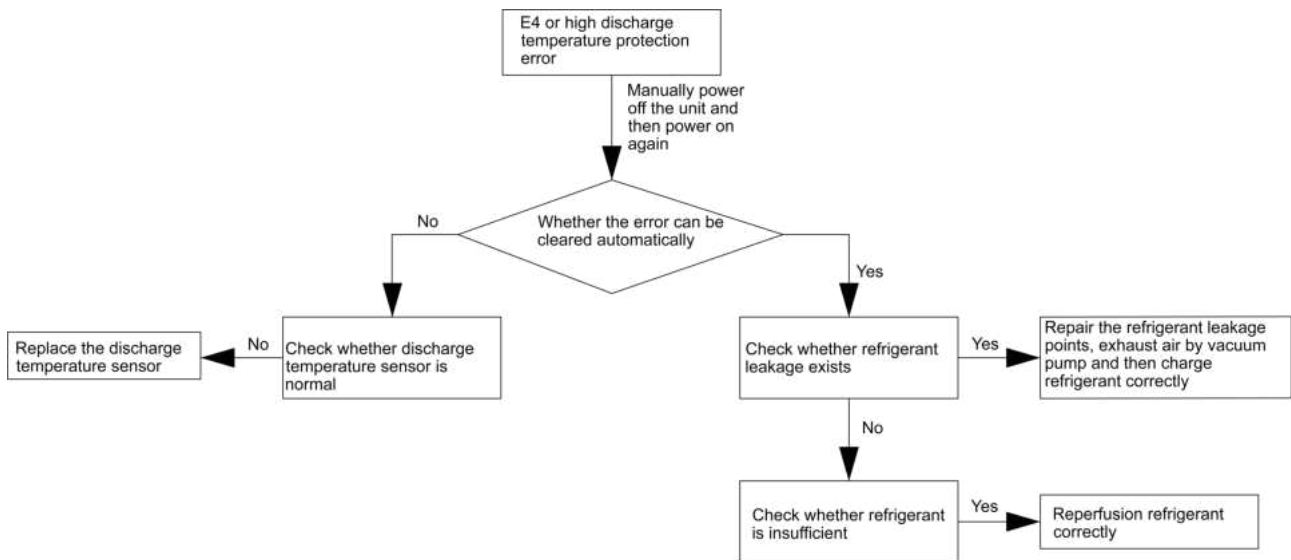 E4 or high discharge
temperature protection
error
Manually power
off the unit and
then power on
again
Whether the error can be
cleared automatically
No
Yes
Replace the discharge
temperature sensor
No
Check whether discharge
temperature sensor is
normal
Check whether refrigerant
leakage exists
Yes
Repair the refrigerant leakage
points, exhaust air by vacuum
pump and then charge
refrigerant correctly
No
Check whether refrigerant
is insufficient
Yes
Reperfusion refrigerant
correctly